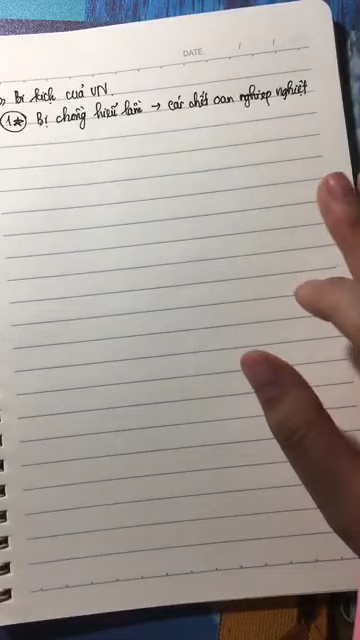 DATE / /
» Bi kịch của VN.
1* Bị chồng hiểu lầm → cái chết oan nghiệp nghiệt